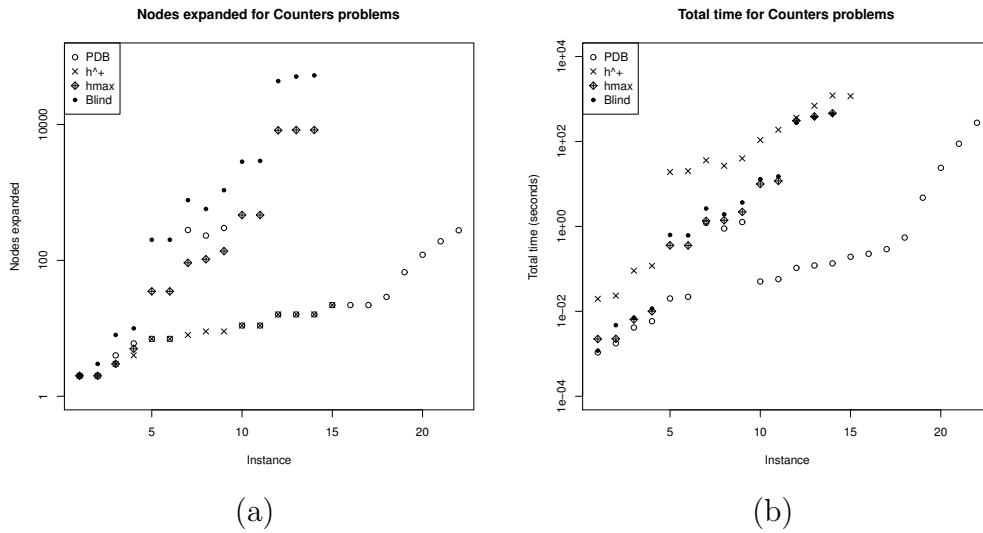 Nodes expanded for Counters problems
PDB
h^+
hmax
Blind
Nodes expanded
10000
100
1
5
10
15
20
Instance
(a)
Total time for Counters problems
PDB
h^+
hmax
Blind
Total time (seconds)
1e+04
1e+02
1e+00
1e−02
1e−04
5
10
15
20
Instance
(b)